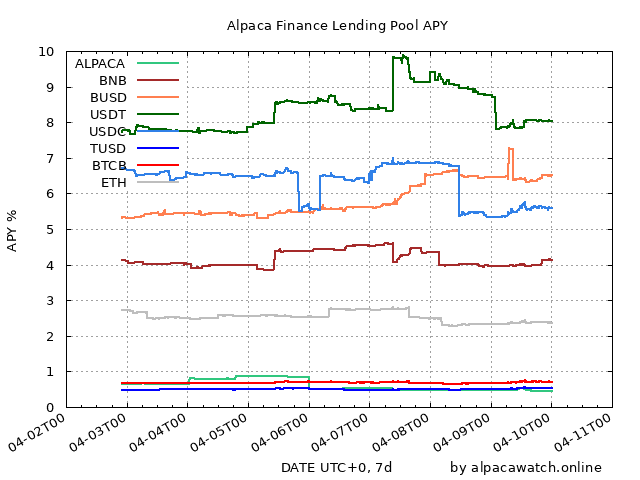 Alpaca Finance Lending Pool APY
10
9
8
7
6
5
4
3
2
1
0
APY %
ALPACA
BNB
BUSD
USDT
USDC
TUSD
BTCB
ETH
04-02T00
04-03T00
04-04T00
04-05T00
04-06T00
04-07T00
04-08T00
04-09T00
04-10T00
04-11T00
DATE UTC+0, 7d
by alpacawatch.online